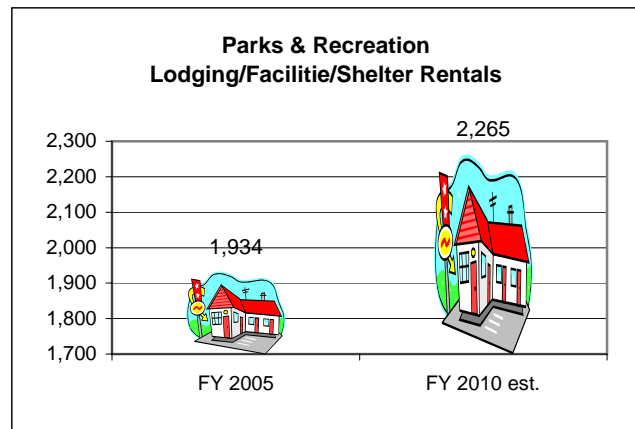 Parks & Recreation
Lodging/Facilitie/Shelter Rentals
2,300
2,200
2,100
2,000
1,900
1,800
1,700
1,934
2,265
FY 2005
FY 2010 est.